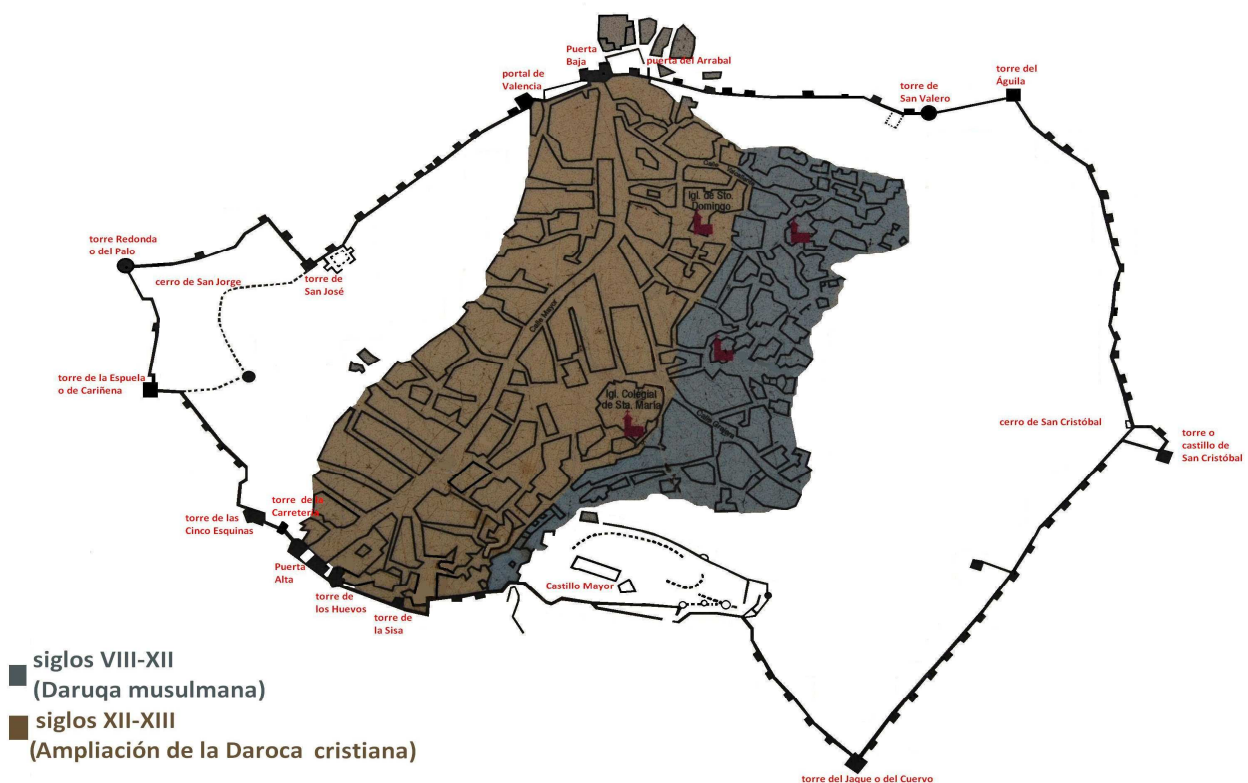 Puerta
Baja
puerta del Arrabal
portal de
Valencia
torre de
San Valero
torre del
Águila
Igl. de Sto.
Domingo
torre Redonda
o del Palo
cerro de San Jorge
torre de
San José
Calle Mayor
torre de la Espuela
o de Cariñena
Igl. Colegial
de Sta. María
Calle Grajera
cerro de San Cristóbal
torre o
castillo de
San Cristóbal
torre de la
Carretera
torre de las
Cinco Esquinas
Puerta
Alta
torre de
los Huevos
torre de
la Sisa
Castillo Mayor
siglos VIII-XII
(Daruqa musulmana)
siglos XII-XIII
(Ampliación de la Daroca cristiana)
torre del Jaque o del Cuervo